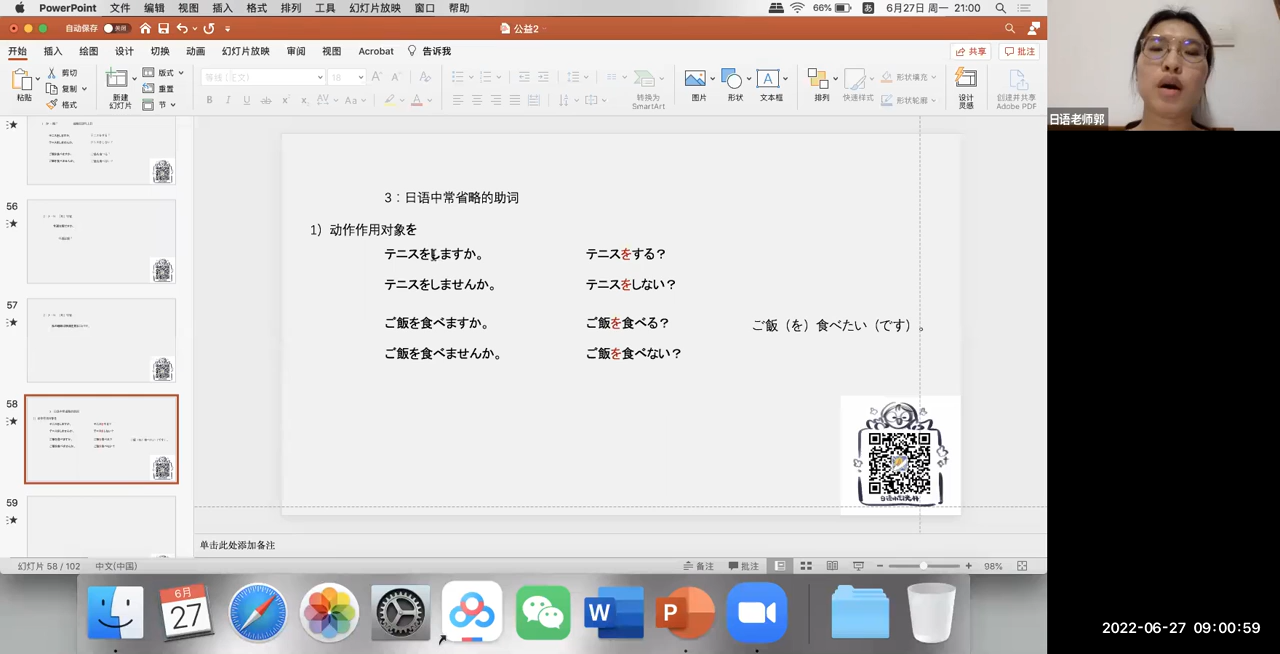 PowerPoint 文件 编辑 视图 插入 格式 工具 排列 幻灯片放映 窗口 帮助 66% あ 6月27日 周一 21:00
自动保存 关闭 公益2
开始 插入 绘图 设计 切换 动画 幻灯片放映 审阅 视图 Acrobat 告诉我 共享 批注
粘贴 剪切 复制 格式 新建幻灯片 版式 重置 节 等线 (正文) 18 转换为 SmartArt 图片 形状 文本框 排列 快速样式 形状填充 形状轮廓 设计灵感 创建并共享 Adobe PDF
日语老师郭
56
57
58
59
3：日语中常省略的助词
1）动作作用对象を
テニスをしますか。 テニスをする？
テニスをしませんか。 テニスをしない？
ご飯を食べますか。 ご飯を食べる？ ご飯（を）食べたい（です）。
ご飯を食べませんか。 ご飯を食べない？
单击此处添加备注
幻灯片 58 / 102 中文(中国) 备注 批注 98%
6月
27
W
P
2022-06-27 09:00:59